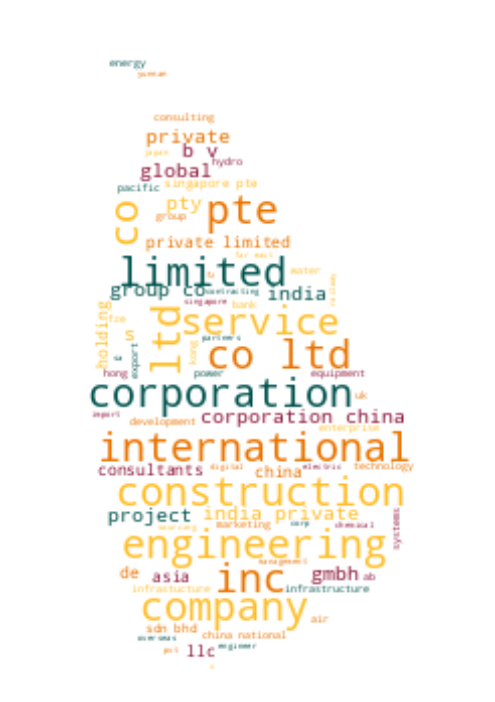 energy
yunnan
consulting
private
japan
b v
hydro
global
pacific
singapore pte
co
pty
pte
group
private limited
far east
limited
water
group co
contracting
india
railway
singapore
bank
holding
fze
ltd
service
s
partners
co ltd
hong
kong
export
power
equipment
corporation
uk
import
development
corporation china
enterprise
international
consultants
digital
china
electric
technology
construction
project
india private
marketing
corp
chemical
systems
engineering
management
de
asia
inc
gmbh
ab
infrastucture
infrastructure
company
air
sdn bhd
china national
overseas
engineer
pvt
llc